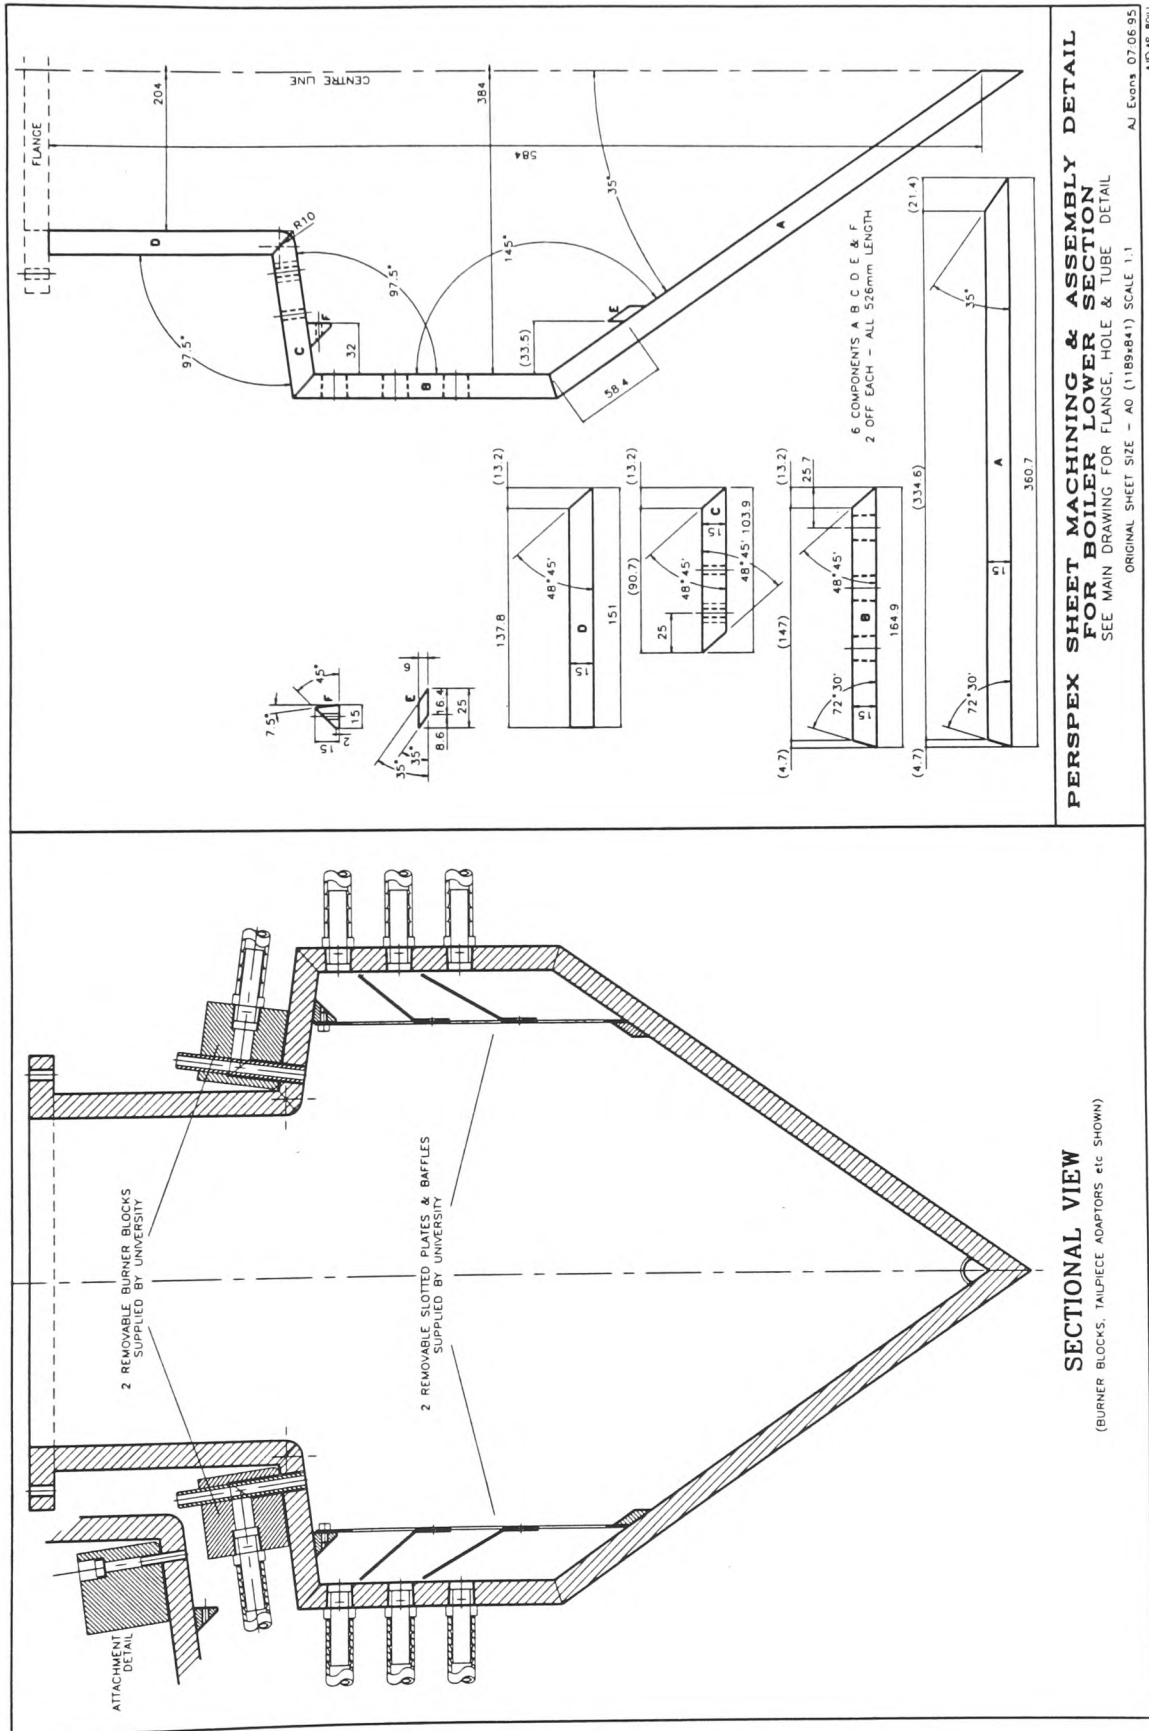 ATTACHMENT
DETAIL
2 REMOVABLE BURNER BLOCKS
SUPPLIED BY UNIVERSITY
2 REMOVABLE SLOTTED PLATES & BAFFLES
SUPPLIED BY UNIVERSITY
SECTIONAL VIEW
(BURNER BLOCKS, TAILPIECE ADAPTORS etc SHOWN)
FLANGE
CENTRE LINE
204
384
584
D
R10
97.5°
97.5°
C
F
32
B
145°
(33.5)
E
58.4
35°
A
6 COMPONENTS A B C D E & F
2 OFF EACH - ALL 526mm LENGTH
7.5°
45°
F
15
15
2
E
6
35°
35°
8.6
16.4
25
137.8
(13.2)
48°45'
D
15
151
(90.7)
(13.2)
25
48°45'
C
15
48°45'
103.9
(4.7)
(147)
(13.2)
25.7
72°30'
48°45'
B
15
164.9
(4.7)
(334.6)
(21.4)
72°30'
35°
A
15
360.7
PERSPEX SHEET MACHINING & ASSEMBLY DETAIL
FOR BOILER LOWER SECTION
SEE MAIN DRAWING FOR FLANGE, HOLE & TUBE DETAIL
ORIGINAL SHEET SIZE - A0 (1189x841) SCALE 1:1
AJ Evans 07:06:95